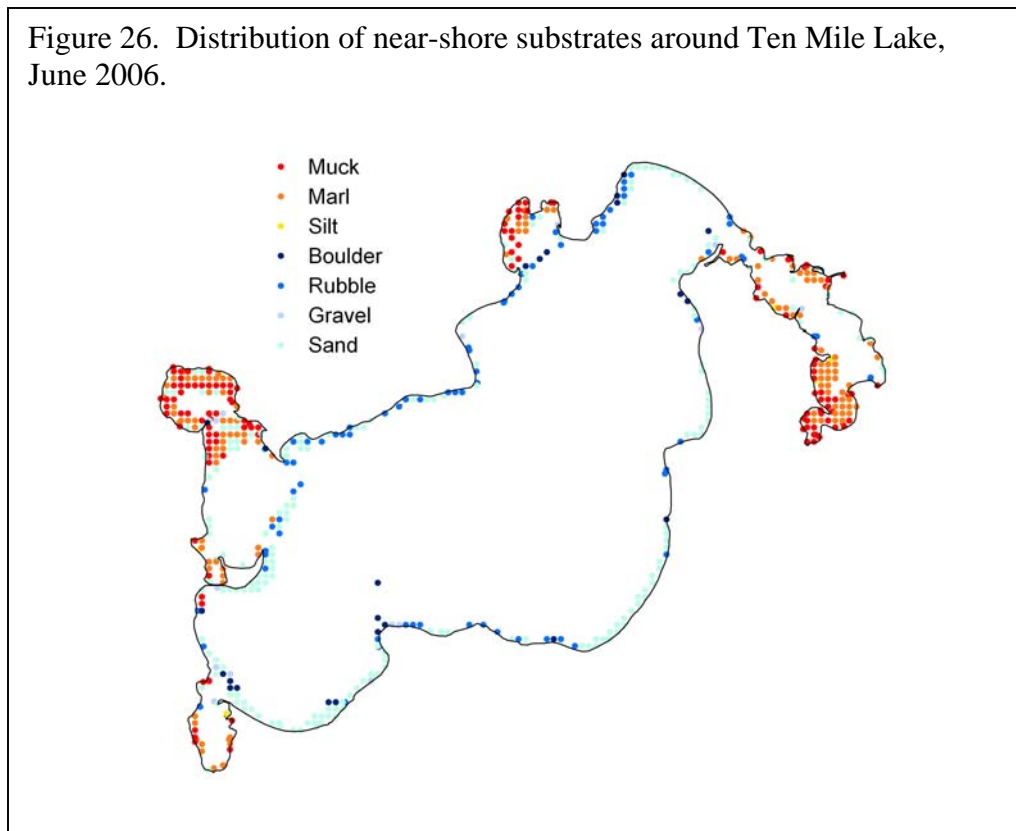 Figure 26. Distribution of near-shore substrates around Ten Mile Lake,
June 2006.
Muck
Marl
Silt
Boulder
Rubble
Gravel
Sand